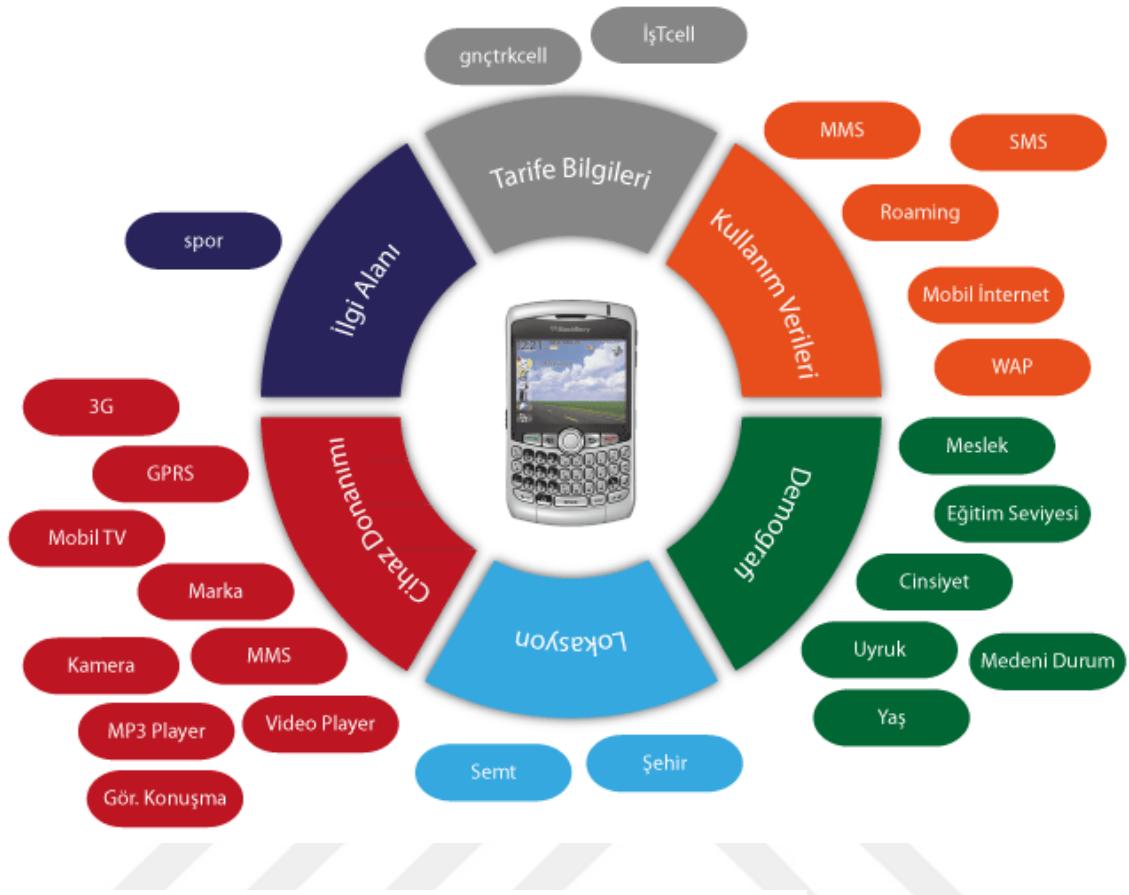 gnçtrkcell
İşTcell
Tarife Bilgileri
MMS
SMS
Roaming
Mobil İnternet
WAP
Kullanım Verileri
Meslek
Eğitim Seviyesi
Cinsiyet
Uyruk
Medeni Durum
Yaş
Demografi
Lokasyon
Semt
Şehir
Cihaz Donanımı
3G
GPRS
Mobil TV
Marka
Kamera
MMS
MP3 Player
Video Player
Gör. Konuşma
İlgi Alanı
spor
BlackBerry